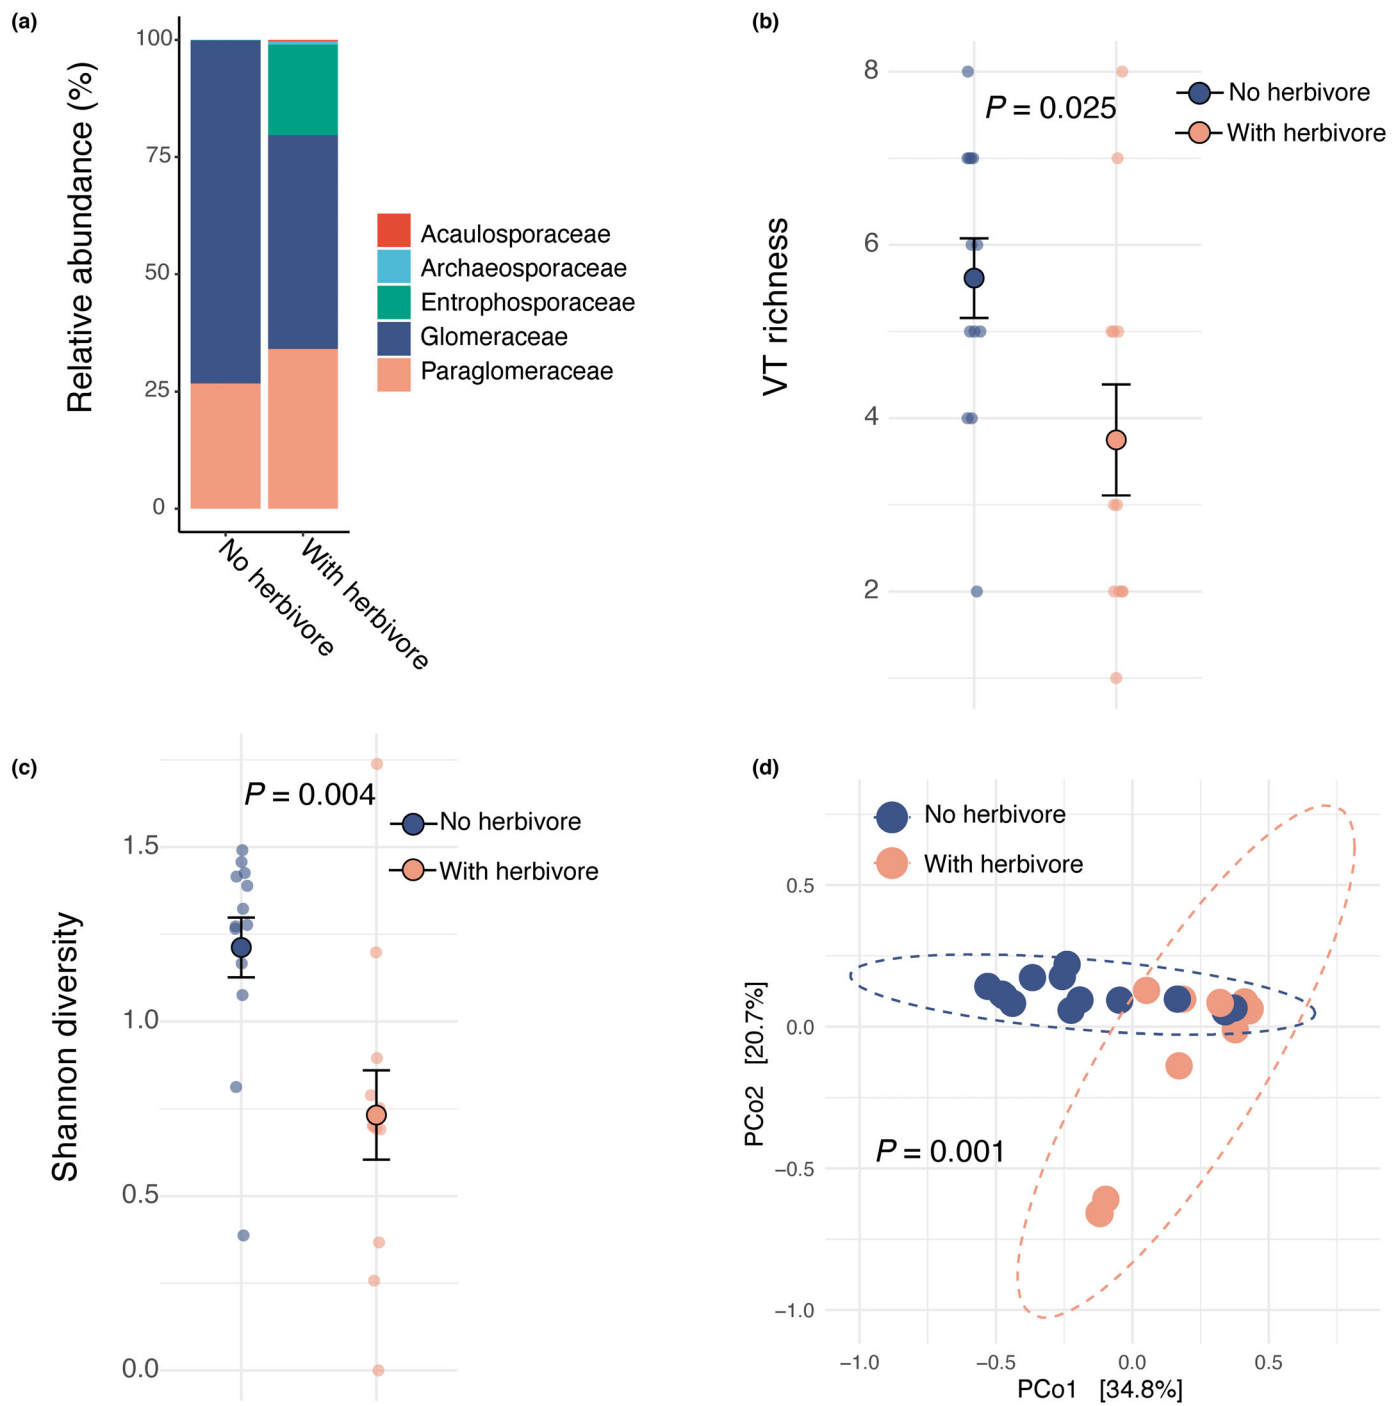 (a)
Relative abundance (%)
100
75
50
25
0
No herbivore
With herbivore
Acaulosporaceae
Archaeosporaceae
Entrophosporaceae
Glomeraceae
Paraglomeraceae
(b)
VT richness
8
6
4
2
P = 0.025
No herbivore
With herbivore
(c)
Shannon diversity
1.5
1.0
0.5
0.0
P = 0.004
No herbivore
With herbivore
(d)
PCo2 [20.7%]
0.5
0.0
−0.5
−1.0
No herbivore
With herbivore
P = 0.001
−1.0 −0.5 0.0 0.5
PCo1 [34.8%]